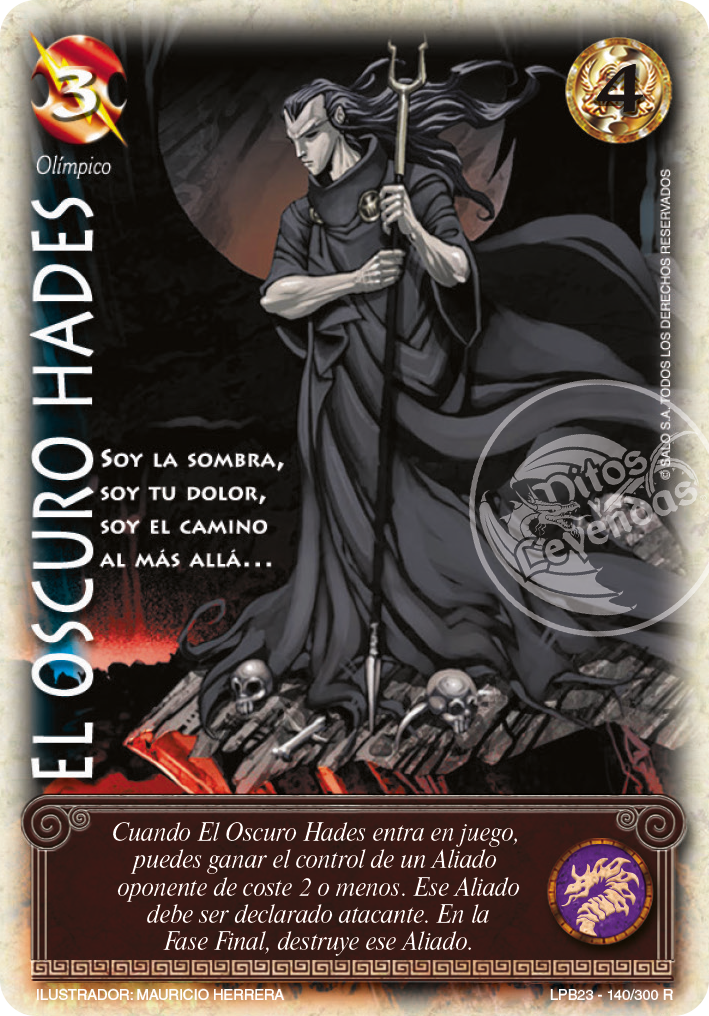 3
4
Olímpico
EL OSCURO HADES
© SALO S.A. TODOS LOS DERECHOS RESERVADOS
SOY LA SOMBRA,
SOY TU DOLOR,
SOY EL CAMINO
AL MÁS ALLÁ...
Mitos
y
Leyendas
Cuando El Oscuro Hades entra en juego,
puedes ganar el control de un Aliado
oponente de coste 2 o menos. Ese Aliado
debe ser declarado atacante. En la
Fase Final, destruye ese Aliado.
ILUSTRADOR: MAURICIO HERRERA
LPB23 - 140/300 R